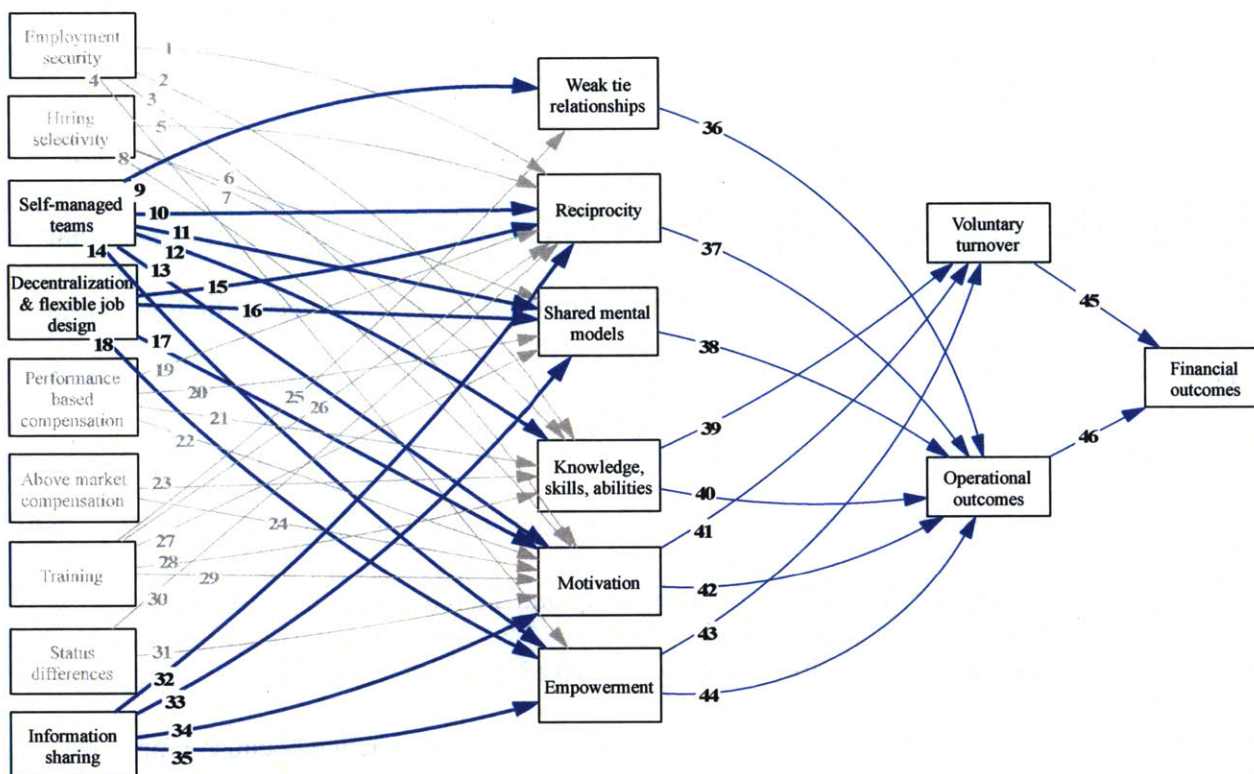 Employment
security
Hiring
selectivity
Self-managed
teams
Decentralization
& flexible job
design
Performance
based
compensation
Above market
compensation
Training
Status
differences
Information
sharing
1
2
3
4
5
6
7
8
9
10
11
12
13
14
15
16
17
18
19
20
21
22
23
24
25
26
27
28
29
30
31
32
33
34
35
Weak tie
relationships
Reciprocity
Shared mental
models
Knowledge,
skills, abilities
Motivation
Empowerment
36
37
38
39
40
41
42
43
44
Voluntary
turnover
Operational
outcomes
45
46
Financial
outcomes